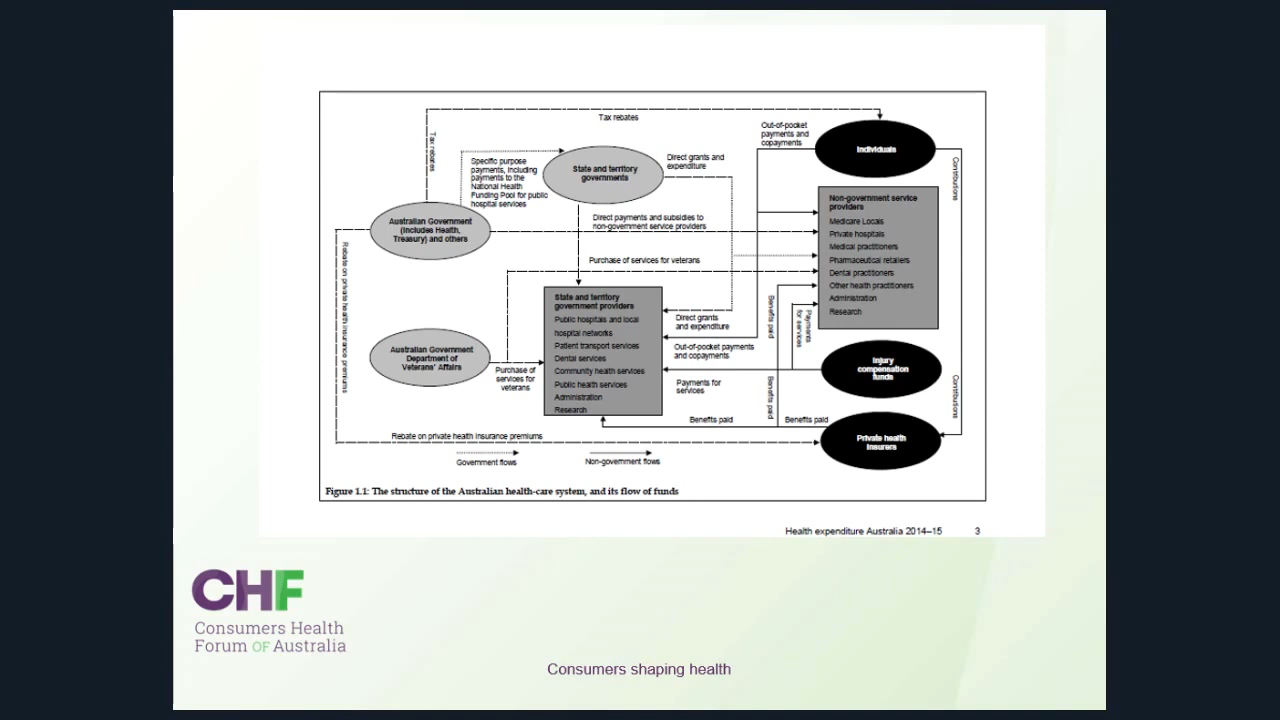 Tax rebates
Tax rebates
Specific purpose
payments, including
payments to the
National Health
Funding Pool for public
hospital services
State and territory
governments
Direct grants and
expenditure
Out-of-pocket
payments and
copayments
Individuals
Contributions
Australian Government
(includes Health,
Treasury) and others
Direct payments and subsidies to
non-government service providers
Non-government service
providers
Medicare Locals
Private hospitals
Medical practitioners
Pharmaceutical retailers
Dental practitioners
Other health practitioners
Administration
Research
Purchase of services for veterans
Rebate on private health insurance premiums
State and territory
government providers
Public hospitals and local
hospital networks
Patient transport services
Dental services
Community health services
Public health services
Administration
Research
Direct grants
and expenditure
Benefits paid
Payments
for services
Out-of-pocket payments
and copayments
Australian Government
Department of
Veterans' Affairs
Purchase of
services for
veterans
Payments for
services
Benefits paid
Injury
compensation
funds
Contributions
Benefits paid
Benefits paid
Private health
insurers
Rebate on private health insurance premiums
Government flows
Non-government flows
Figure 1.1: The structure of the Australian health-care system, and its flow of funds
Health expenditure Australia 2014–15 3
CHF
Consumers Health
Forum OF Australia
Consumers shaping health